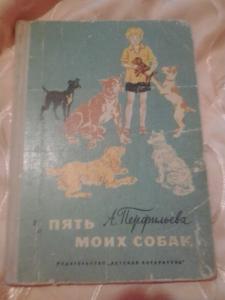 А. Перфильева
ПЯТЬ
МОИХ СОБАК
ИЗДАТЕЛЬСТВО „ДЕТСКАЯ ЛИТЕРАТУРА"